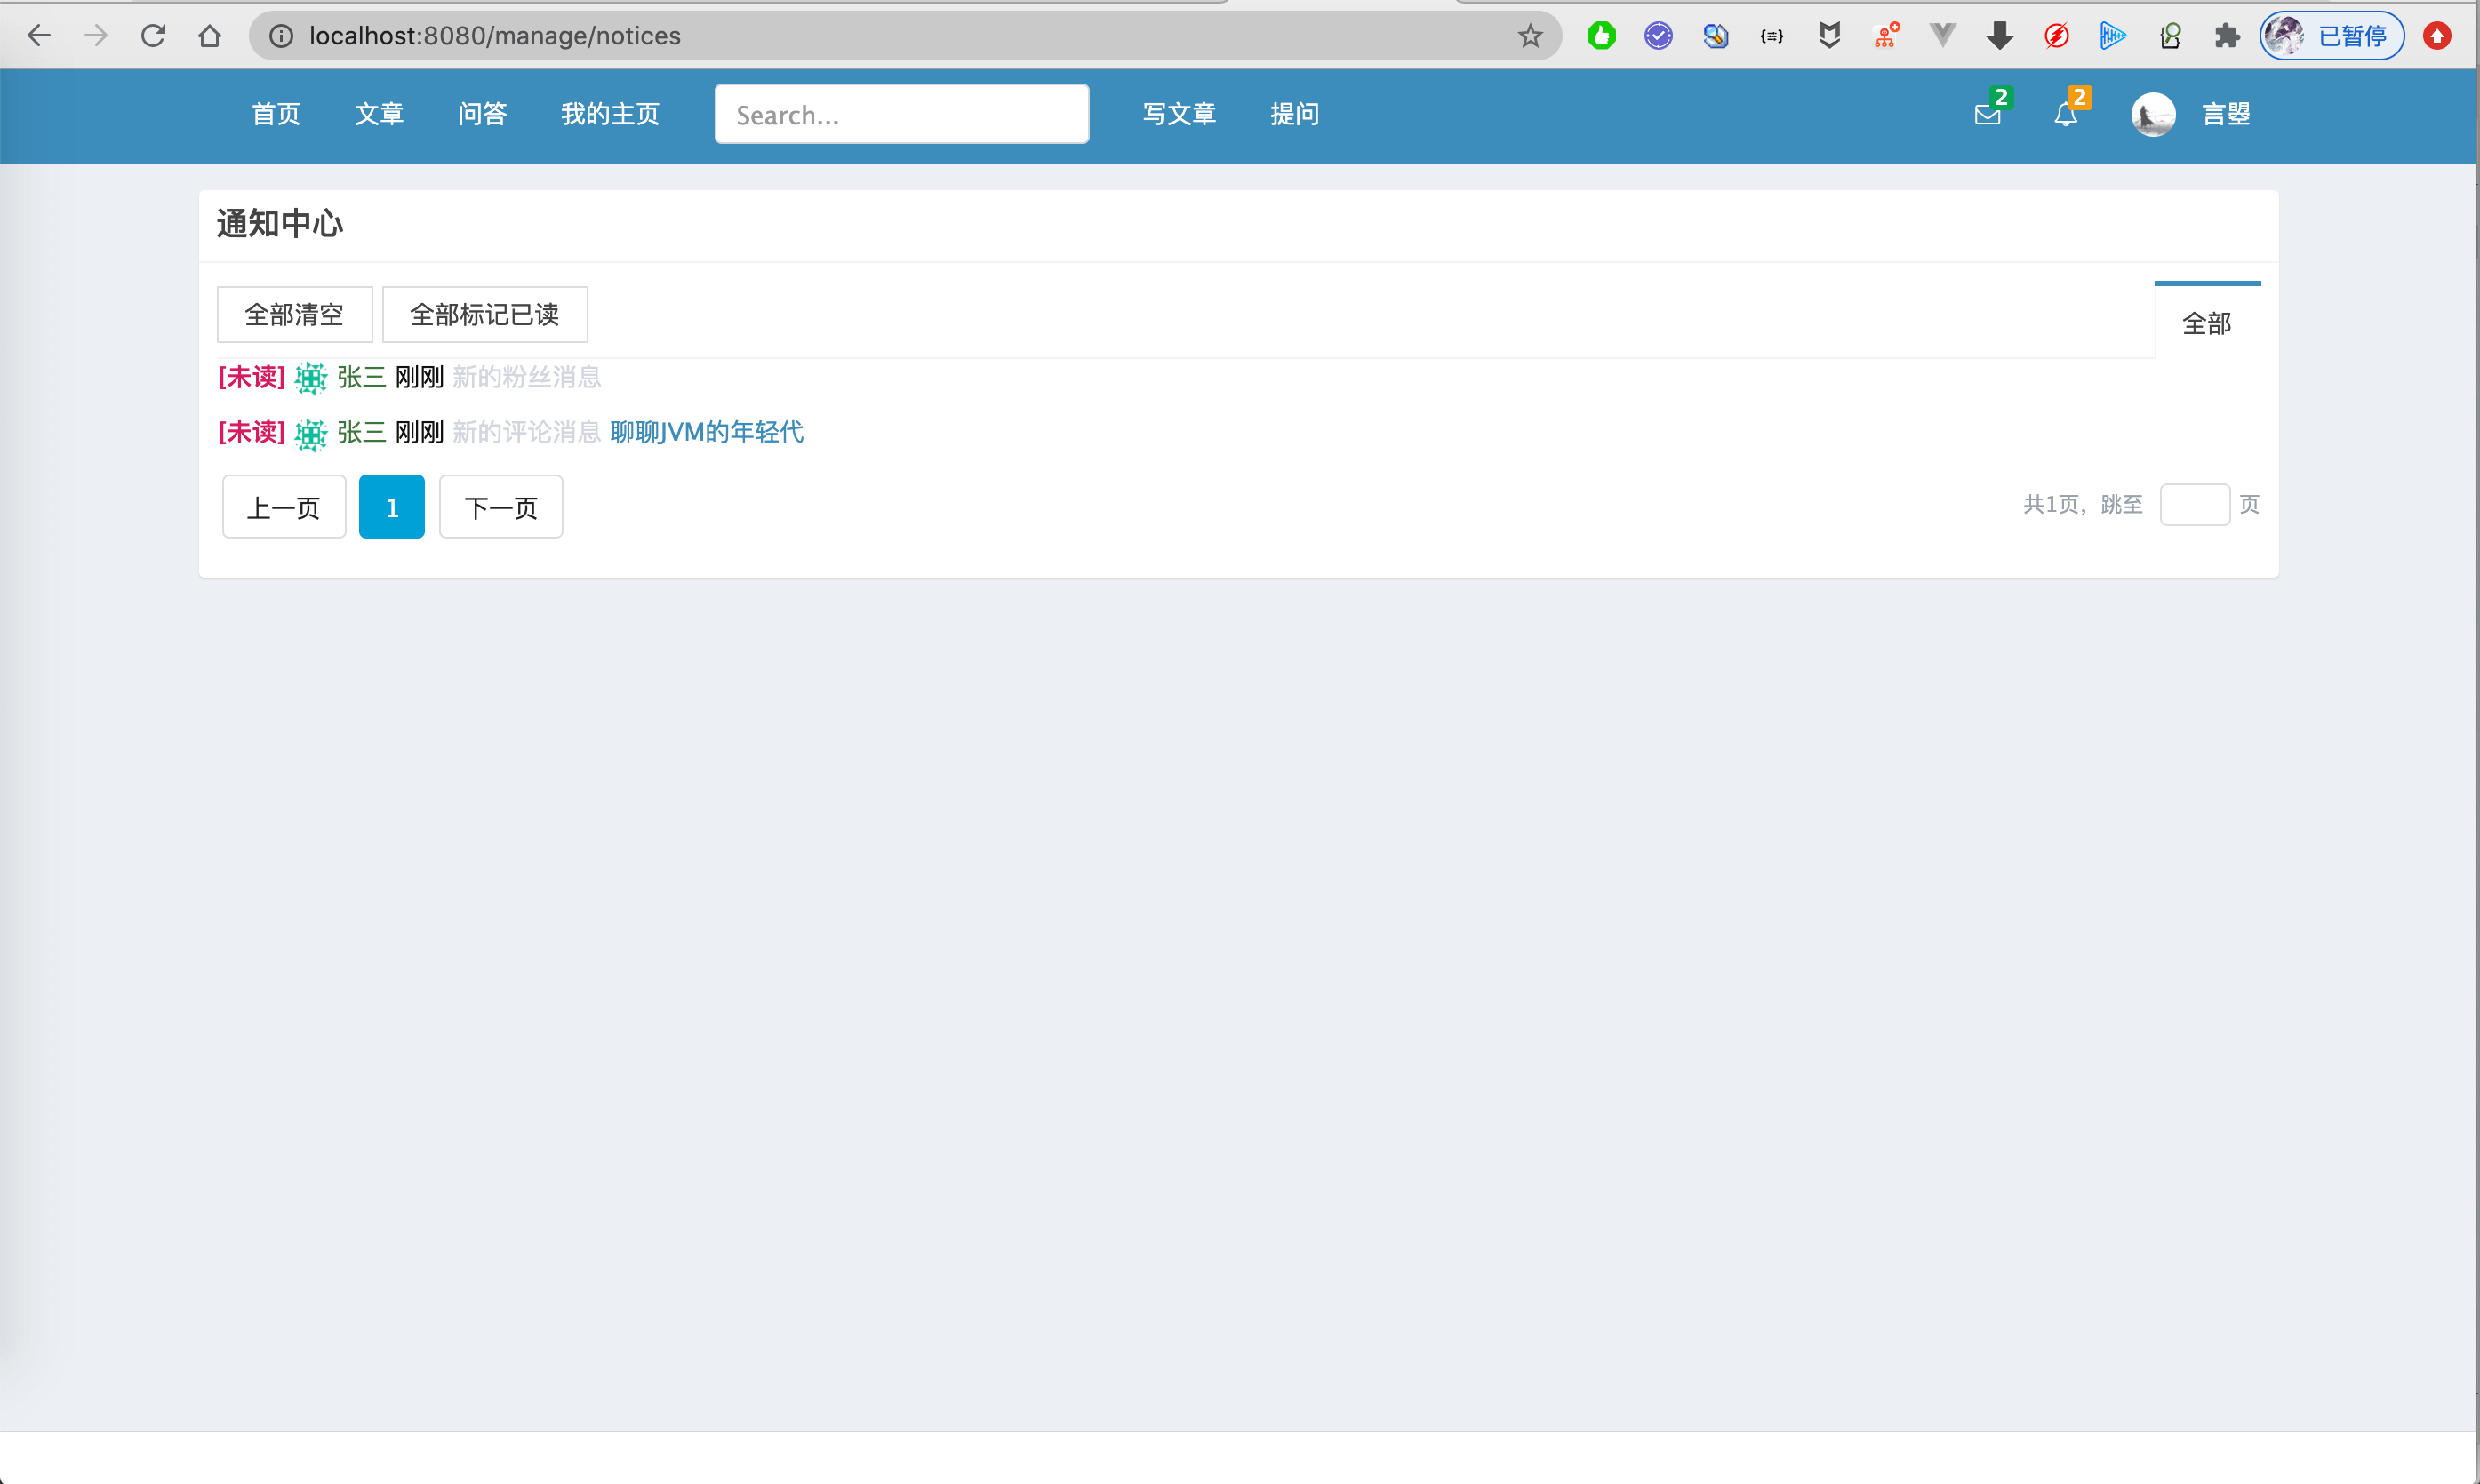 localhost:8080/manage/notices 已暂停
首页 文章 问答 我的主页 Search... 写文章 提问 2 2 言曌
通知中心
全部清空 全部标记已读 全部
[未读] 张三 刚刚 新的粉丝消息
[未读] 张三 刚刚 新的评论消息 聊聊JVM的年轻代
上一页 1 下一页 共1页, 跳至 页